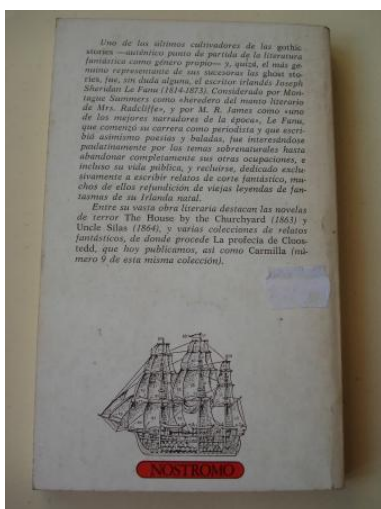 Uno de los últimos cultivadores de las gothic
stories —auténtico punto de partida de la literatura
fantástica como género propio— y, quizá, el más ge-
nuino representante de sus sucesoras las ghost sto-
ries, fue, sin duda alguna, el escritor irlandés Joseph
Sheridan Le Fanu (1814-1873). Considerado por Mon-
tague Summers como «heredero del manto literario
de Mrs. Radcliffe», y por M. R. James como «uno
de los mejores narradores de la época», Le Fanu,
que comenzó su carrera como periodista y que escri-
bió asimismo poesías y baladas, fue interesándose
paulatinamente por los temas sobrenaturales hasta
abandonar completamente sus otras ocupaciones, e
incluso su vida pública, y recluirse, dedicado exclu-
sivamente a escribir relatos de corte fantástico, mu-
chos de ellos refundición de viejas leyendas de fan-
tasmas de su Irlanda natal.
Entre su vasta obra literaria destacan las novelas
de terror The House by the Churchyard (1863) y
Uncle Silas (1864), y varias colecciones de relatos
fantásticos, de donde procede La profecía de Cloos-
tedd, que hoy publicamos, así como Carmilla (nú-
mero 9 de esta misma colección).
NOSTROMO